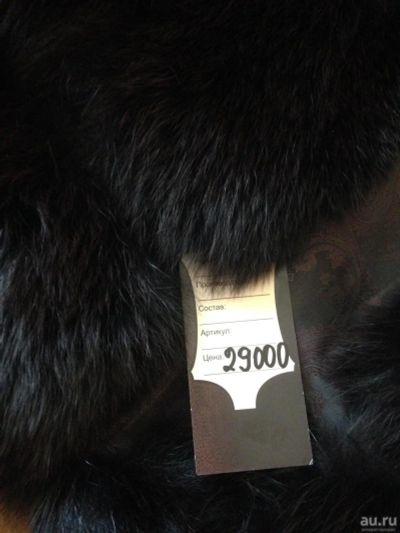 Состав:
Артикул
Цена 29000
au.ru